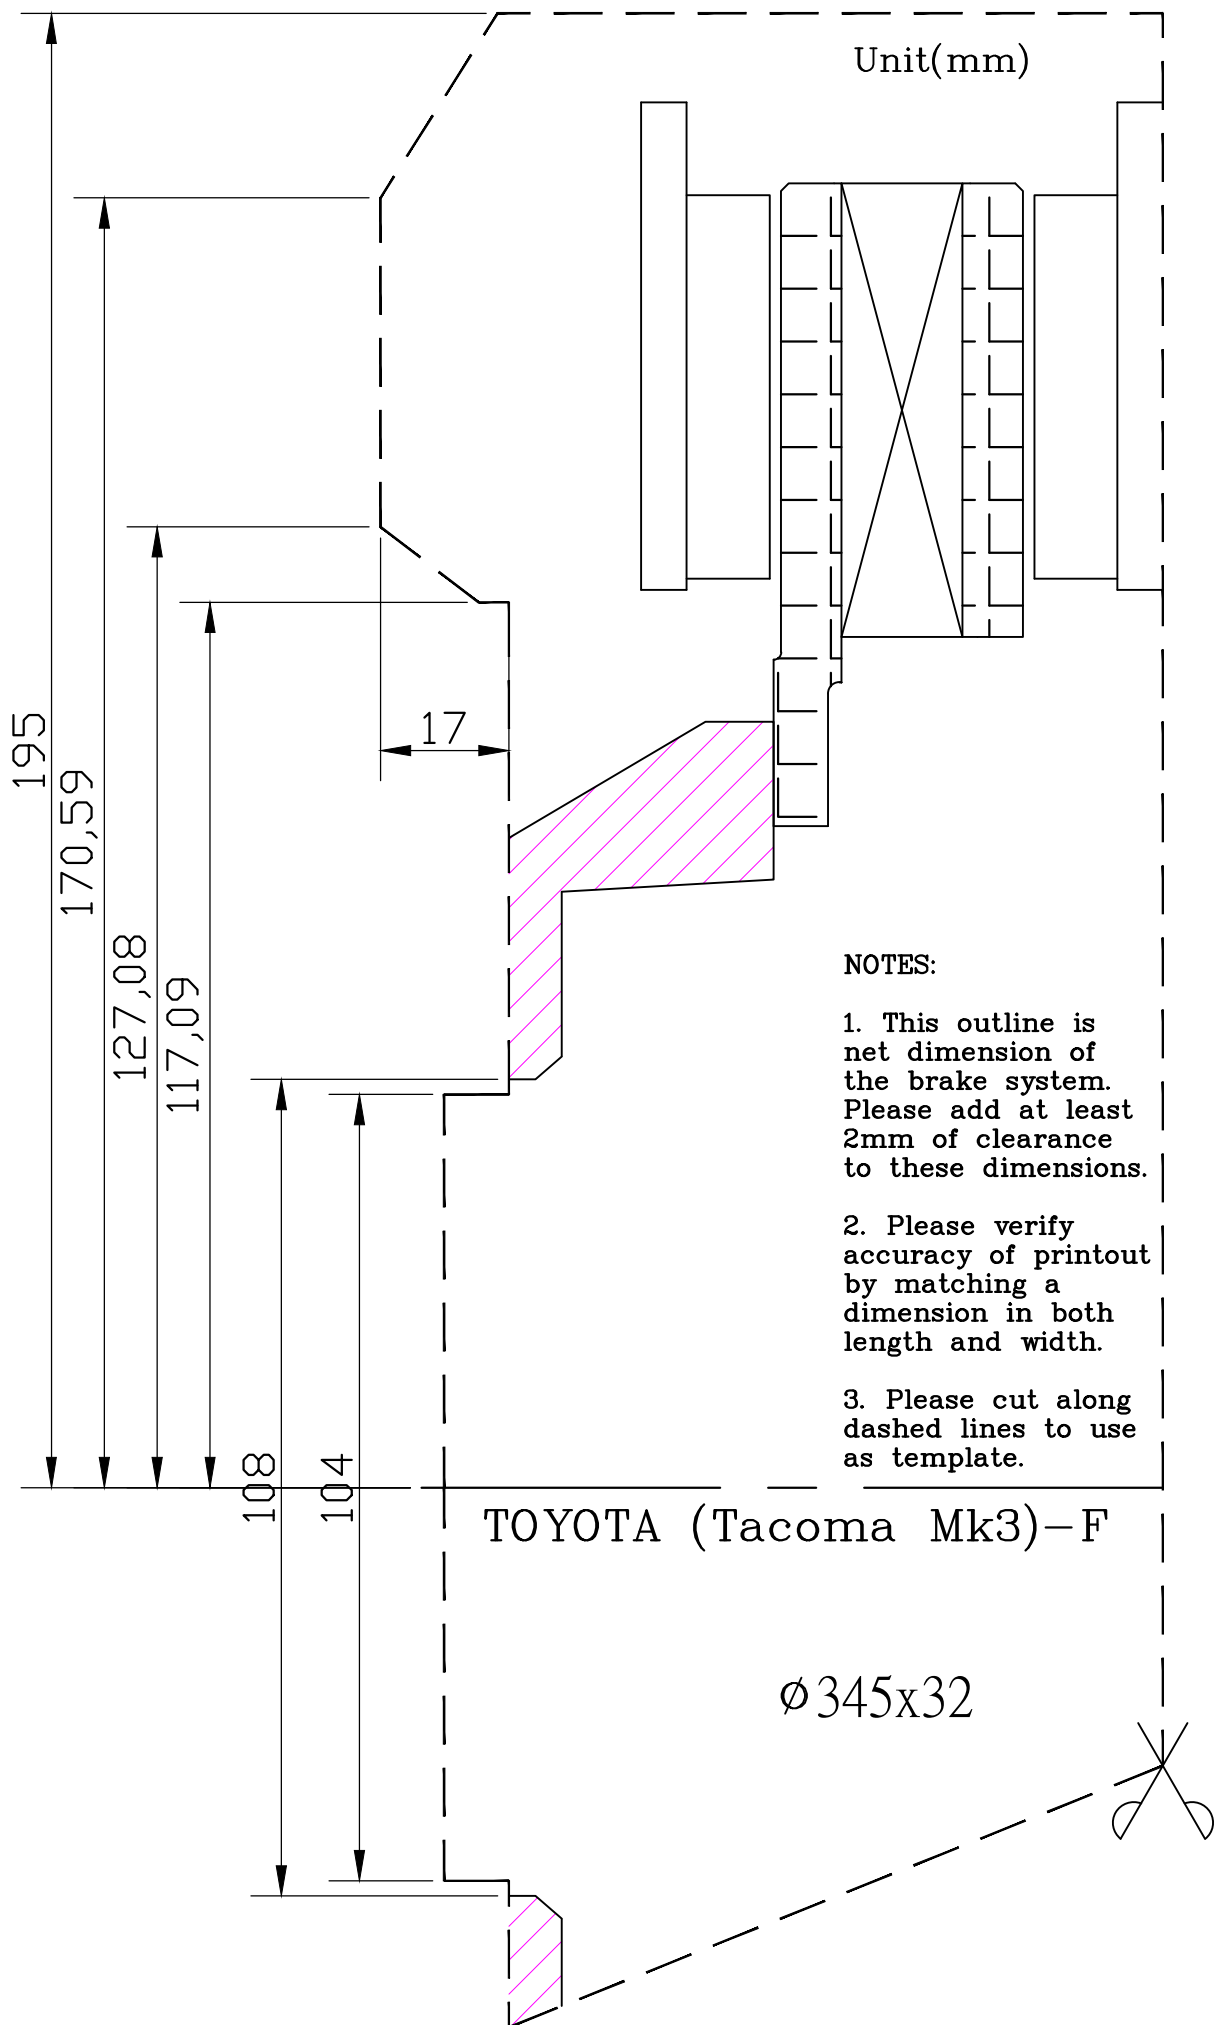 Unit(mm)
195
170,59
127,08
117,09
17
108
104
NOTES:
1. This outline is
net dimension of
the brake system.
Please add at least
2mm of clearance
to these dimensions.
2. Please verify
accuracy of printout
by matching a
dimension in both
length and width.
3. Please cut along
dashed lines to use
as template.
TOYOTA (Tacoma Mk3)-F
Ø345x32